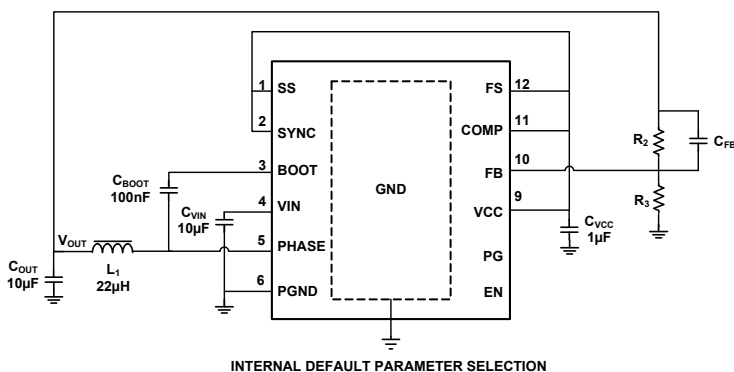 1
SS
2
SYNC
3
BOOT
4
VIN
5
PHASE
6
PGND
GND
FS
12
COMP
11
FB
10
VCC
9
PG
EN
CBOOT
100nF
CVIN
10µF
VOUT
COUT
10µF
L1
22µH
R2
CFB
R3
CVCC
1µF
INTERNAL DEFAULT PARAMETER SELECTION